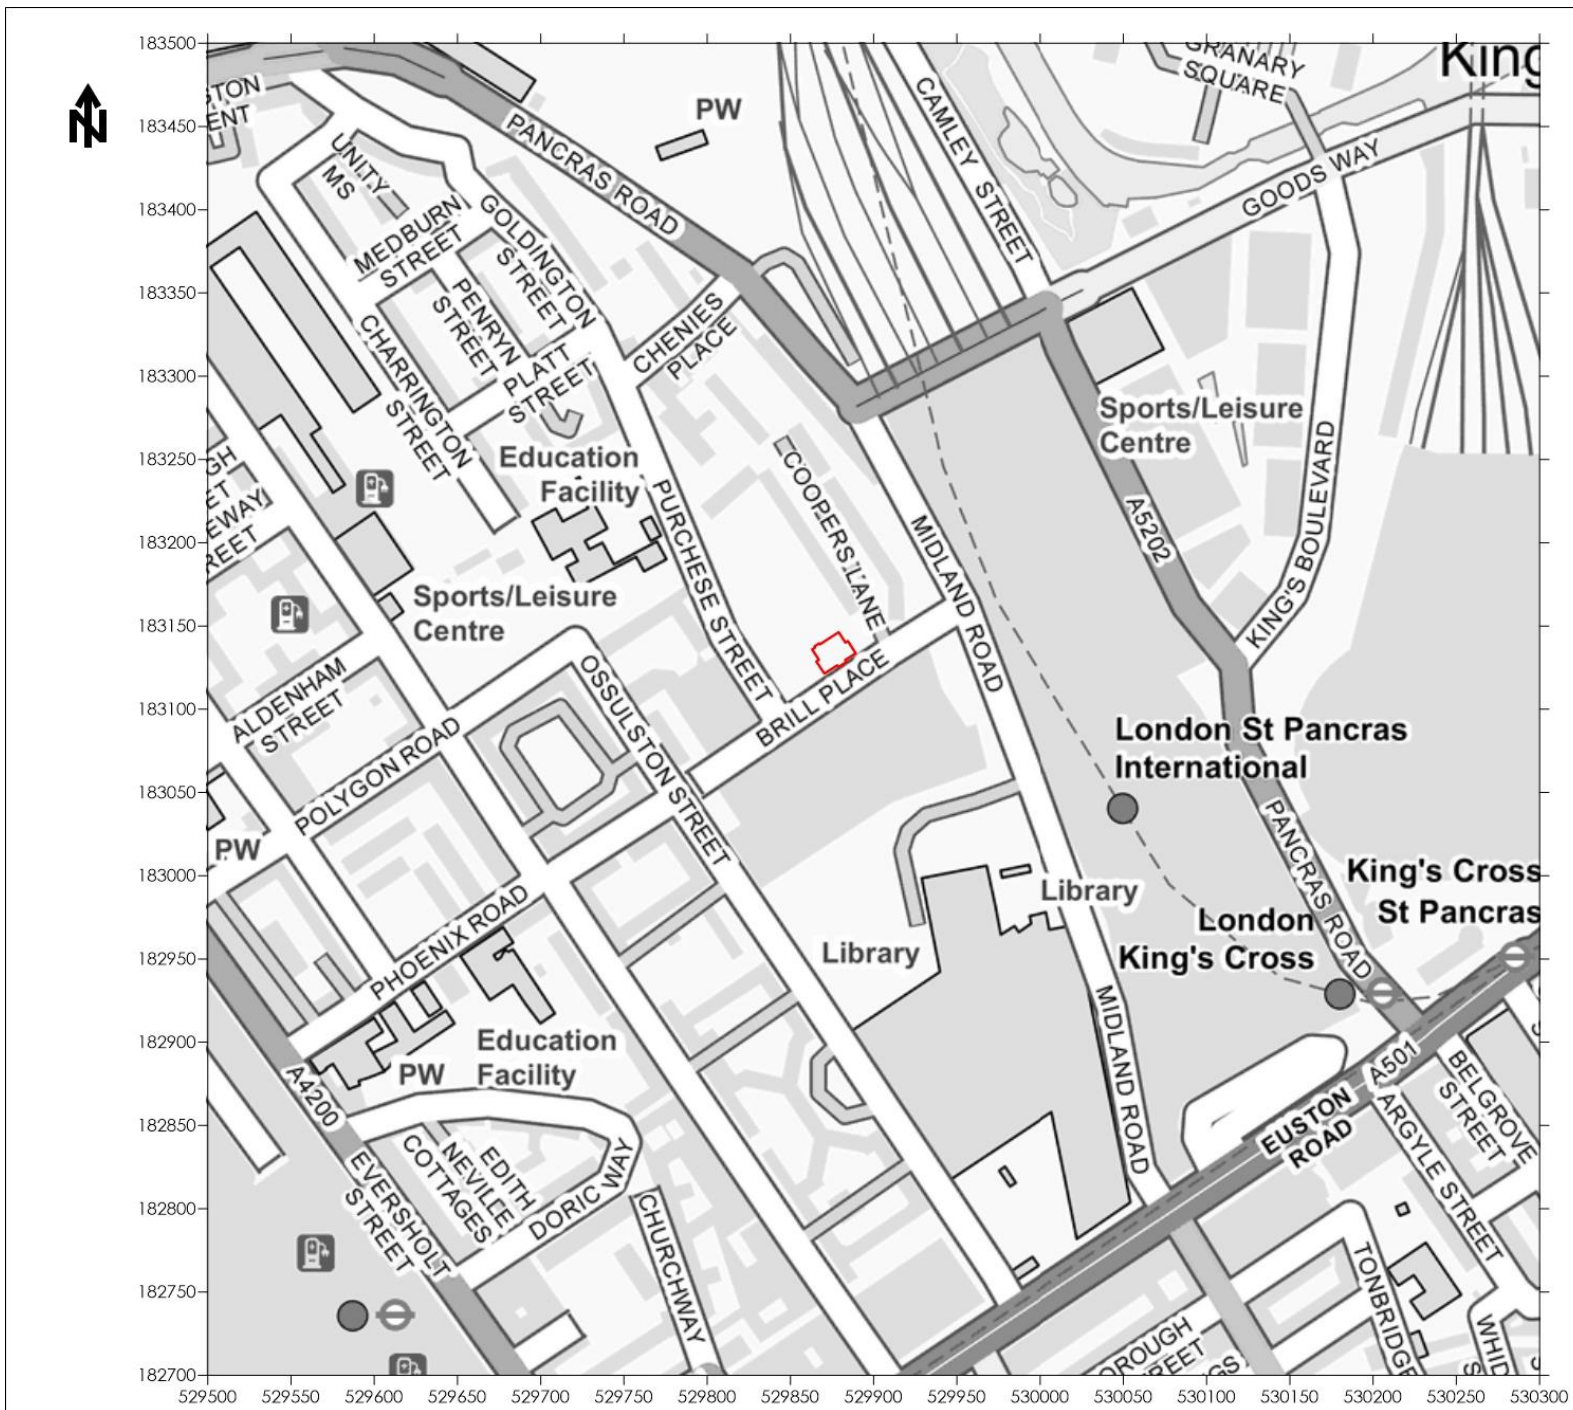 183500
183450
183400
183350
183300
183250
183200
183150
183100
183050
183000
182950
182900
182850
182800
182750
182700
529500
529550
529600
529650
529700
529750
529800
529850
529900
529950
530000
530050
530100
530150
530200
530250
530300
N
King
GRANARY
SQUARE
PW
PANCRAS ROAD
CAMLEY STREET
GOODS WAY
UNITY
MS
MEDBURN
STREET
GOLDINGTON
STREET
PENRYN
STREET
PLATT
STREET
CHENIES
PLACE
CHARRINGTON
STREET
Education
Facility
COOPERS LANE
PURCHESE STREET
MIDLAND ROAD
Sports/Leisure
Centre
A5202
KING'S BOULEVARD
Sports/Leisure
Centre
BRILL PLACE
OSSULSTON STREET
ALDENHAM
STREET
POLYGON ROAD
PW
London St Pancras
International
PANCRAS ROAD
King's Cross
St Pancras
London
King's Cross
Library
Library
MIDLAND ROAD
PHOENIX ROAD
Education
Facility
PW
A4200
EVERSHOLT
STREET
EDITH
NEVILE
COTTAGES
DORIC WAY
CHURCHWAY
EUSTON
ROAD
A501
BELGROVE
STREET
ARGYLE STREET
TONBRIDGE
WHID
OROUGH